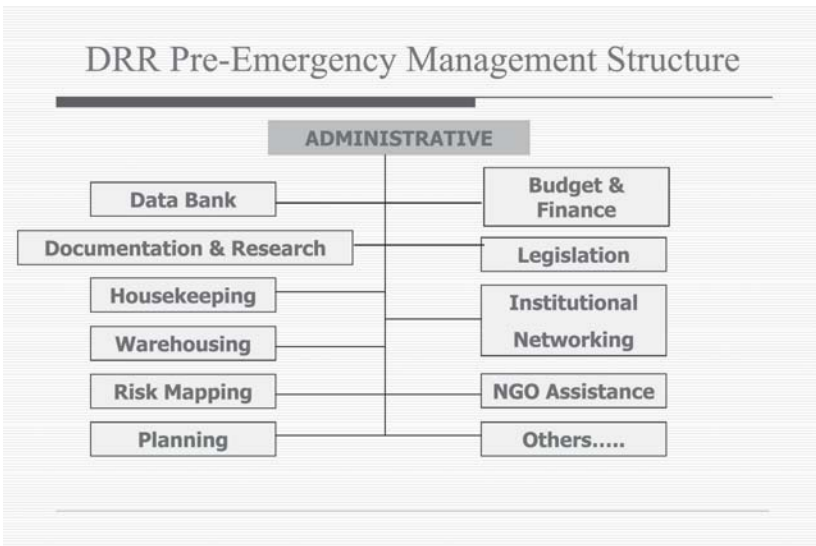 DRR Pre-Emergency Management Structure
ADMINISTRATIVE
Data Bank
Documentation & Research
Housekeeping
Warehousing
Risk Mapping
Planning
Budget &
Finance
Legislation
Institutional
Networking
NGO Assistance
Others.....